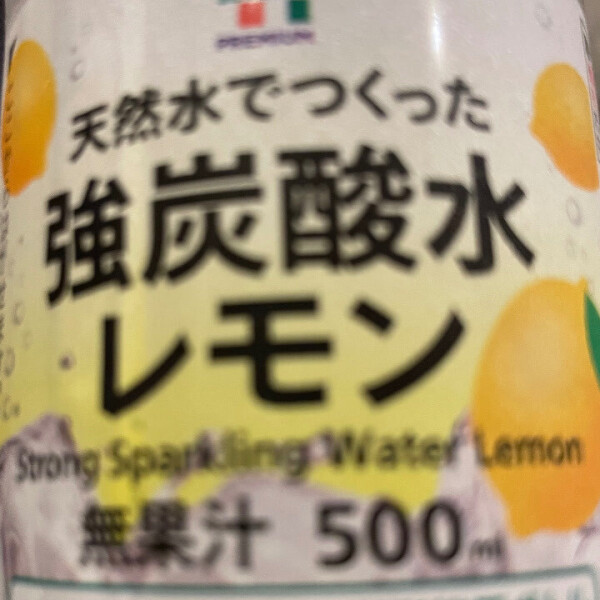 PREMIUM
天然水でつくった
強炭酸水
レモン
Strong Sparkling Water Lemon
無果汁 500ml